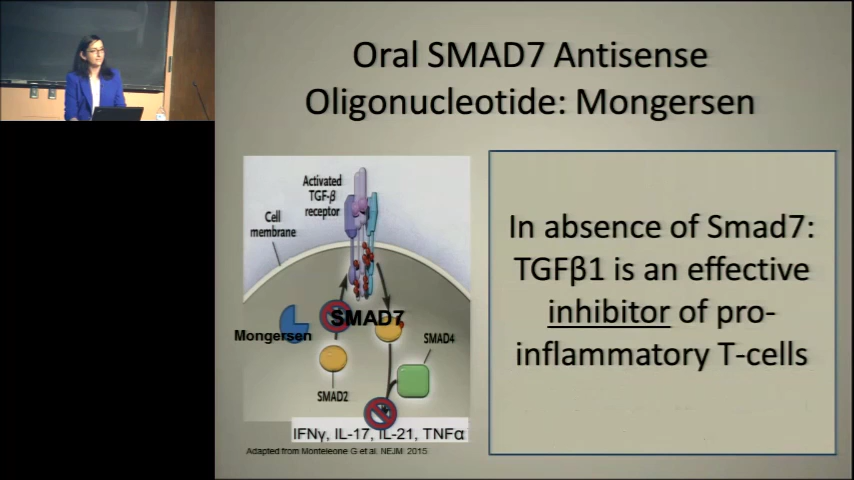 Oral SMAD7 Antisense
Oligonucleotide: Mongersen
Activated
TGF-β
receptor
Cell
membrane
SMAD7
Mongersen
SMAD4
SMAD2
IFNγ, IL-17, IL-21, TNFα
Adapted from Monteleone G et al. NEJM 2015
In absence of Smad7:
TGFβ1 is an effective
inhibitor of pro-
inflammatory T-cells